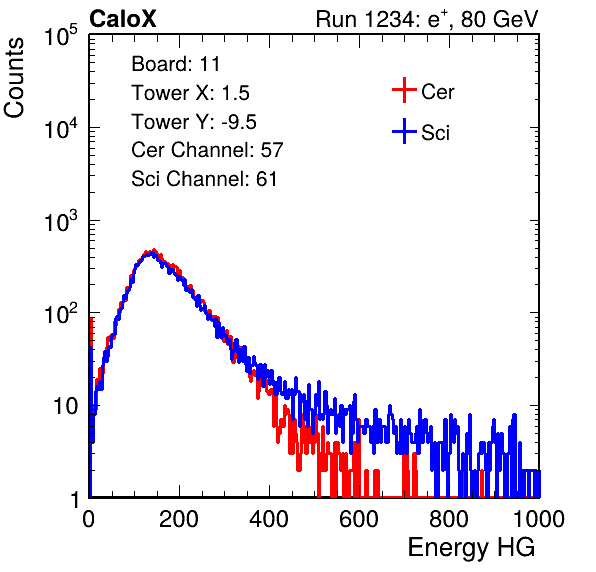 CaloX Run 1234: e⁺, 80 GeV
Counts
10⁵
10⁴
10³
10²
10
1
Board: 11
Tower X: 1.5
Tower Y: -9.5
Cer Channel: 57
Sci Channel: 61
Cer
Sci
0 200 400 600 800 1000
Energy HG